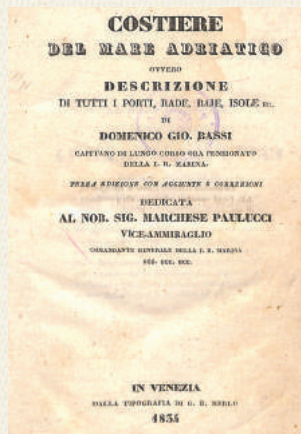 COSTIERE
DEL MARE ADRIATICO
OVVERO
DESCRIZIONE
DI TUTTI I PORTI, RADE, BAJE, ISOLE ec.
DI
DOMENICO GIO. BASSI
CAPITANO DI LUNGO CORSO ORA PENSIONATO
DELLA I. R. MARINA.
TERZA EDIZIONE CON AGGIUNTE E CORREZIONI
DEDICATA
AL NOB. SIG. MARCHESE PAULUCCI
VICE-AMMIRAGLIO
COMANDANTE GENERALE DELLA I. R. MARINA
ecc. ecc. ecc.
IN VENEZIA
DALLA TIPOGRAFIA DI G. B. MERLO
1834